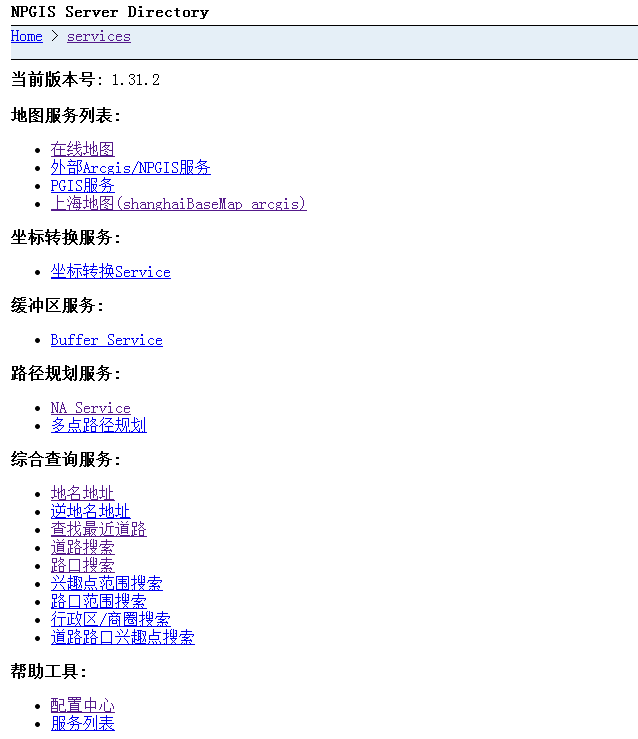 NPGIS Server Directory
Home > services
当前版本号: 1.31.2
地图服务列表:
在线地图
外部Arcgis/NPGIS服务
PGIS服务
上海地图(shanghaiBaseMap arcgis)
坐标转换服务:
坐标转换Service
缓冲区服务:
Buffer Service
路径规划服务:
NA Service
多点路径规划
综合查询服务:
地名地址
逆地名地址
查找最近道路
道路搜索
路口搜索
兴趣点范围搜索
路口范围搜索
行政区/商圈搜索
道路路口兴趣点搜索
帮助工具:
配置中心
服务列表